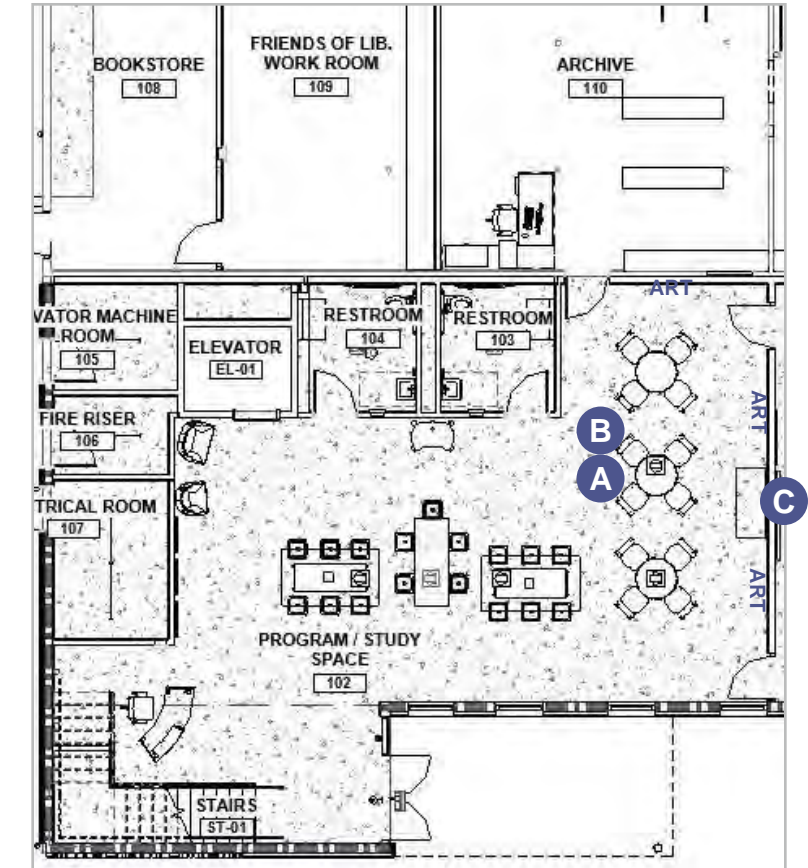 BOOKSTORE
108
FRIENDS OF LIB.
WORK ROOM
109
ARCHIVE
110
ART
VATOR MACHINE
ROOM
105
ELEVATOR
EL-01
RESTROOM
104
RESTROOM
103
FIRE RISER
106
TRICAL ROOM
107
B
A
C
ART
ART
PROGRAM / STUDY
SPACE
102
STAIRS
ST-01